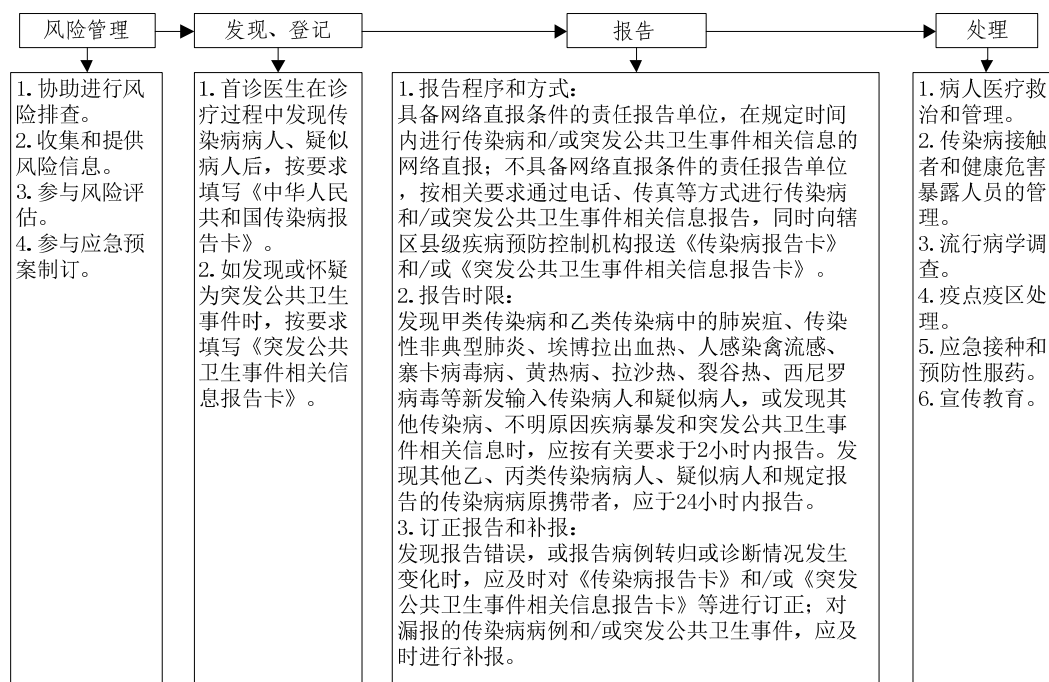 风险管理
发现、登记
报告
处理
1.协助进行风
险排查。
2.收集和提供
风险信息。
3.参与风险评
估。
4.参与应急预
案制订。
1.首诊医生在诊
疗过程中发现传
染病病人、疑似
病人后，按要求
填写《中华人民
共和国传染病报
告卡》。
2.如发现或怀疑
为突发公共卫生
事件时，按要求
填写《突发公共
卫生事件相关信
息报告卡》。
1.报告程序和方式：
具备网络直报条件的责任报告单位，在规定时间
内进行传染病和/或突发公共卫生事件相关信息的
网络直报；不具备网络直报条件的责任报告单位
，按相关要求通过电话、传真等方式进行传染病
和/或突发公共卫生事件相关信息报告，同时向辖
区县级疾病预防控制机构报送《传染病报告卡》
和/或《突发公共卫生事件相关信息报告卡》。
2.报告时限：
发现甲类传染病和乙类传染病中的肺炭疽、传染
性非典型肺炎、埃博拉出血热、人感染禽流感、
寨卡病毒病、黄热病、拉沙热、裂谷热、西尼罗
病毒等新发输入传染病人和疑似病人，或发现其
他传染病、不明原因疾病暴发和突发公共卫生事
件相关信息时，应按有关要求于2小时内报告。发
现其他乙、丙类传染病病人、疑似病人和规定报
告的传染病病原携带者，应于24小时内报告。
3.订正报告和补报：
发现报告错误，或报告病例转归或诊断情况发生
变化时，应及时对《传染病报告卡》和/或《突发
公共卫生事件相关信息报告卡》等进行订正；对
漏报的传染病病例和/或突发公共卫生事件，应及
时进行补报。
1.病人医疗救
治和管理。
2.传染病接触
者和健康危害
暴露人员的管
理。
3.流行病学调
查。
4.疫点疫区处
理。
5.应急接种和
预防性服药。
6.宣传教育。